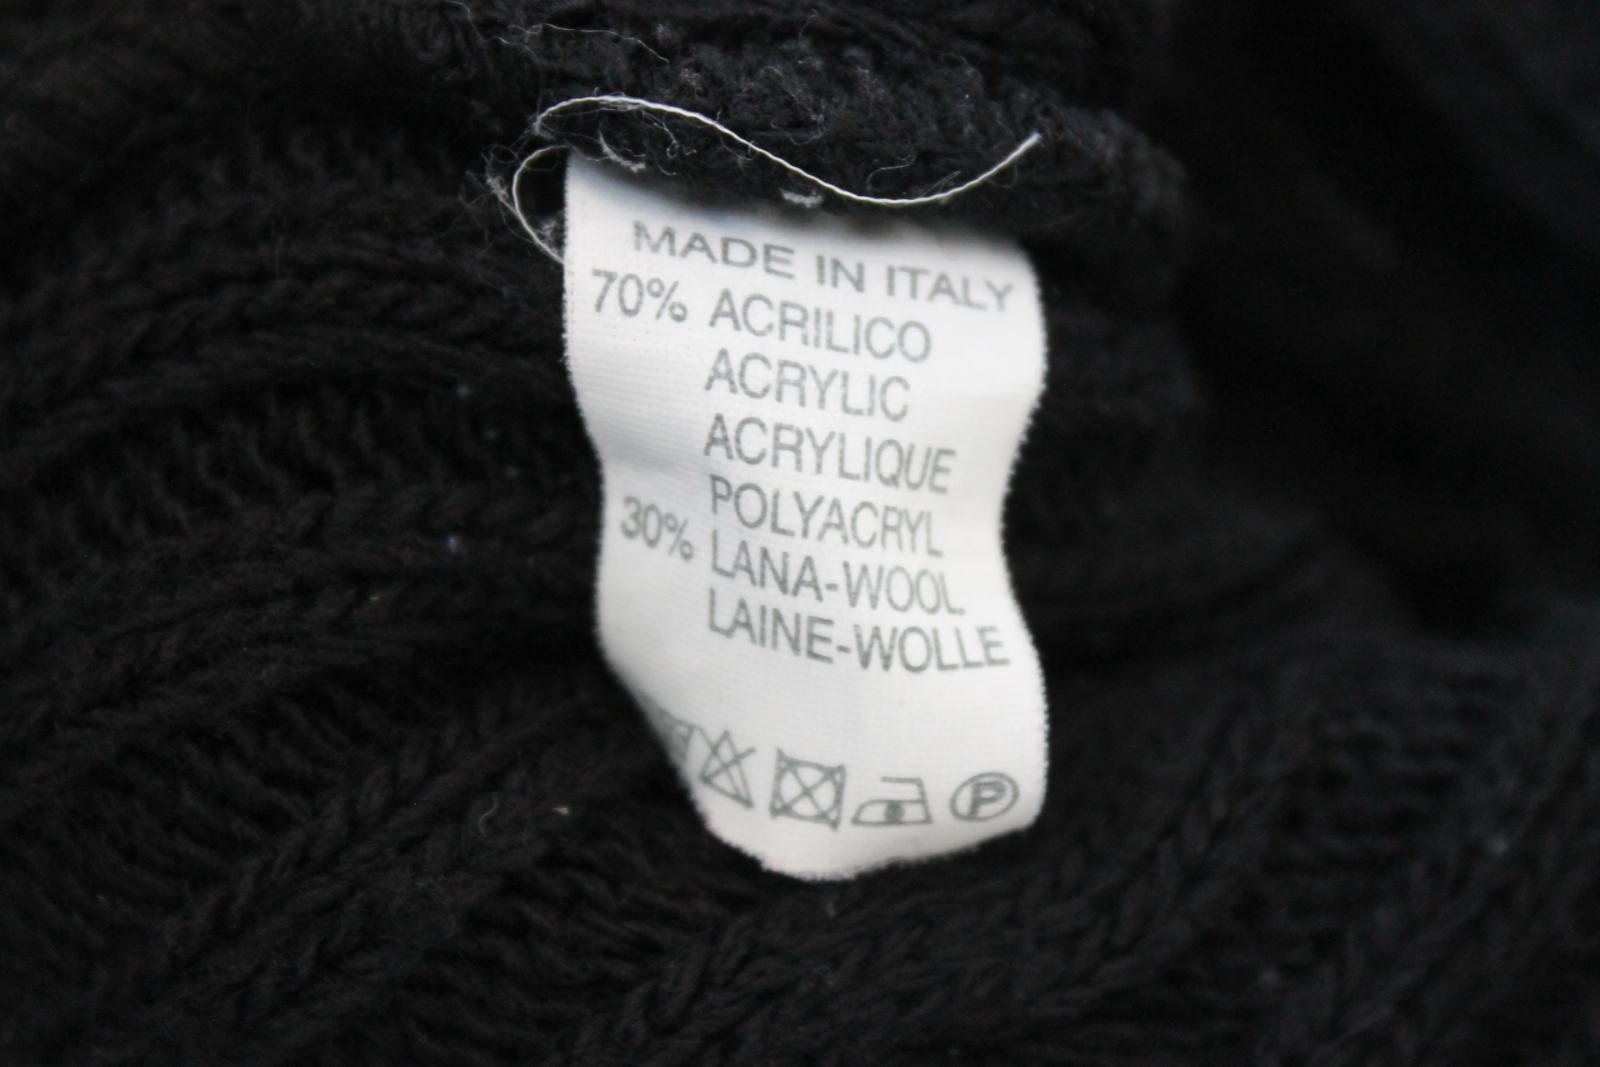 MADE IN ITALY
70% ACRILICO
ACRYLIC
ACRYLIQUE
POLYACRYL
30% LANA-WOOL
LAINE-WOLLE
P